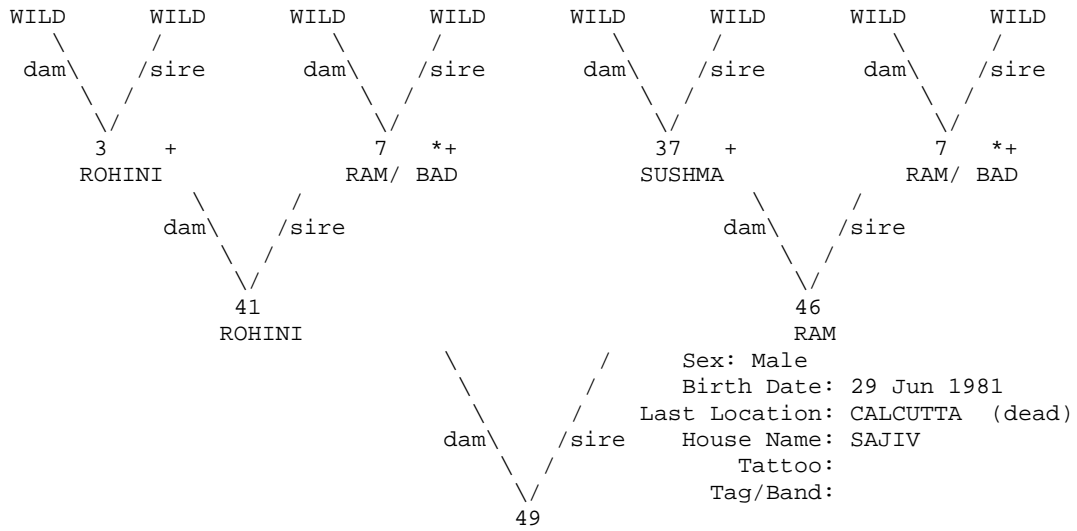 WILD WILD WILD WILD WILD WILD WILD WILD
\ / \ / \ / \ /
dam\ /sire dam\ /sire dam\ /sire dam\ /sire
\ / \ / \ / \ /
\/ \/ \/ \/
3 + 7 *+ 37 + 7 *+
ROHINI RAM/ BAD SUSHMA RAM/ BAD
\ / \ /
dam\ /sire dam\ /sire
\ / \ /
\/ \/
41 46
ROHINI RAM
\ / Sex: Male
\ / Birth Date: 29 Jun 1981
\ / Last Location: CALCUTTA (dead)
dam\ /sire House Name: SAJIV
\ / Tattoo:
\/ Tag/Band:
49